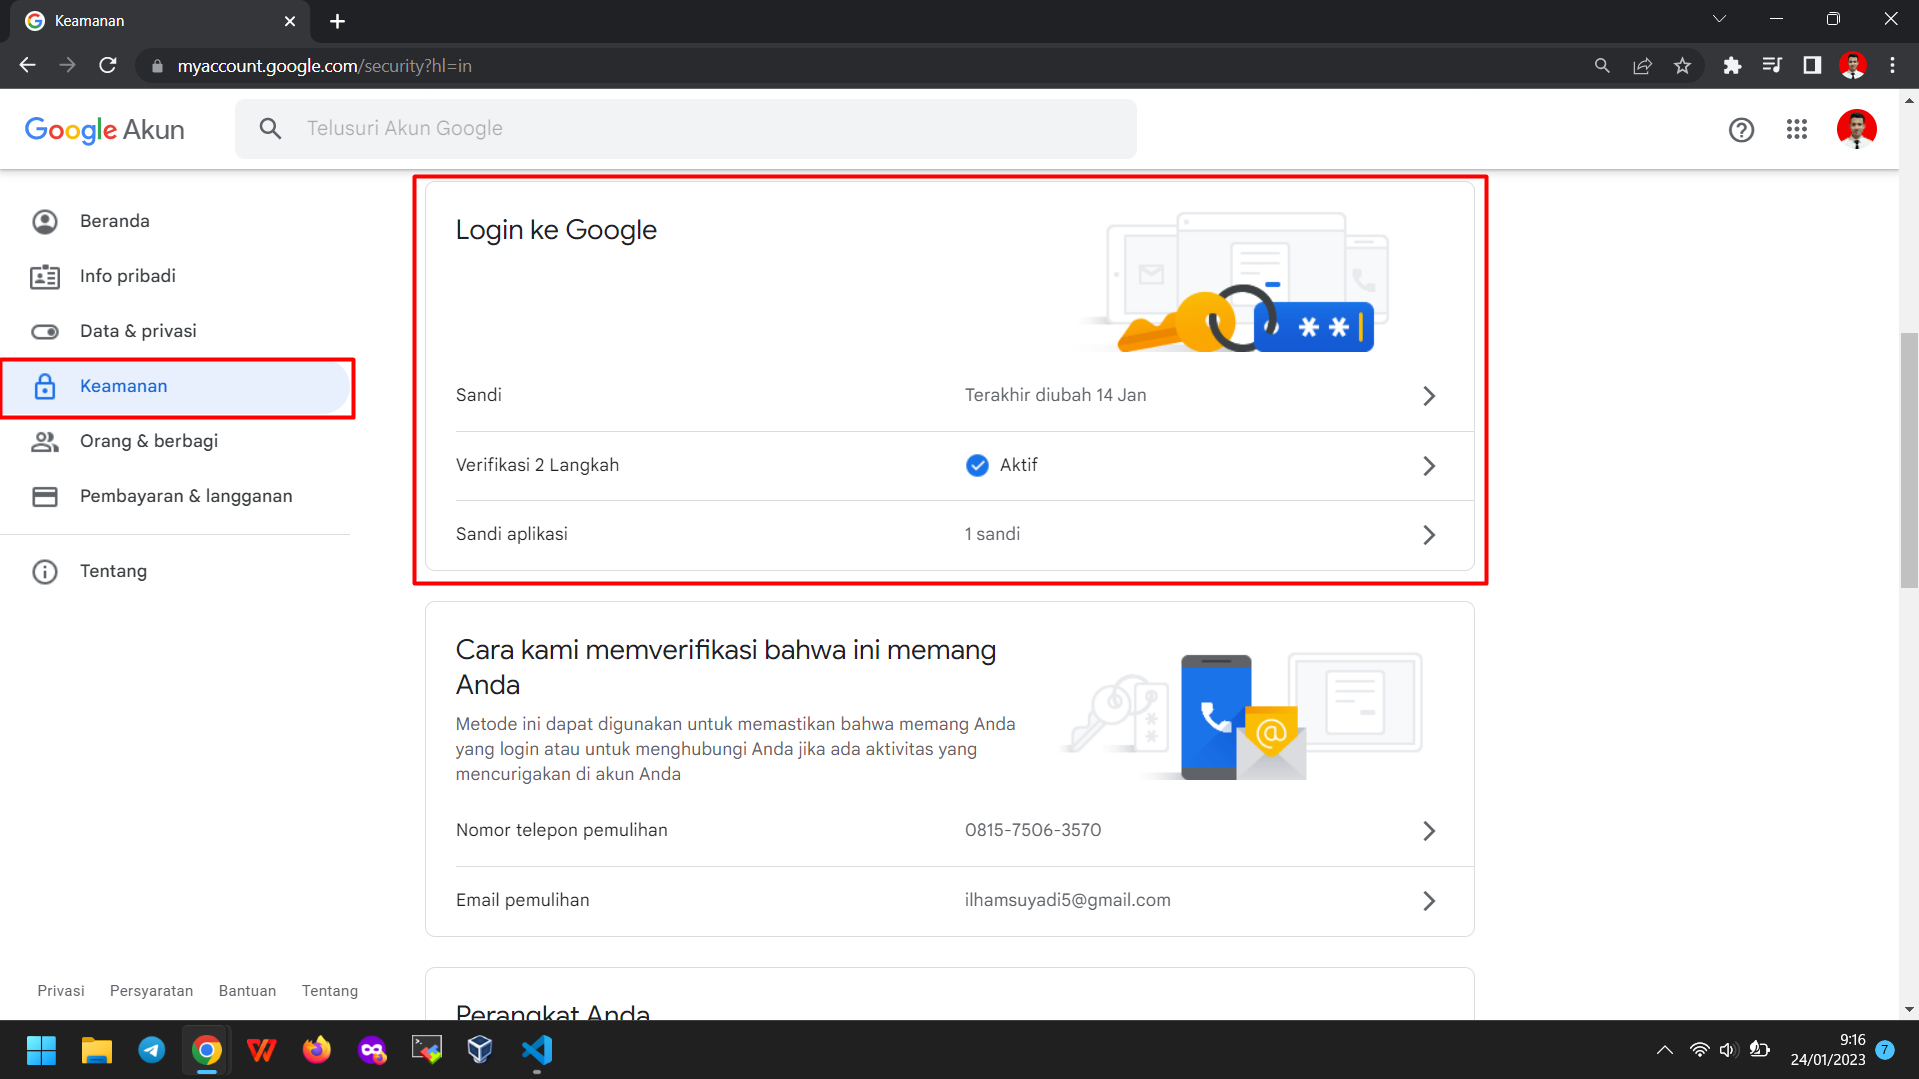 Keamanan
myaccount.google.com/security?hl=in
Google Akun
Telusuri Akun Google
Beranda
Info pribadi
Data & privasi
Keamanan
Orang & berbagi
Pembayaran & langganan
Tentang
Login ke Google
Sandi
Terakhir diubah 14 Jan
Verifikasi 2 Langkah
Aktif
Sandi aplikasi
1 sandi
Cara kami memverifikasi bahwa ini memang
Anda
Metode ini dapat digunakan untuk memastikan bahwa memang Anda
yang login atau untuk menghubungi Anda jika ada aktivitas yang
mencurigakan di akun Anda
Nomor telepon pemulihan
0815-7506-3570
Email pemulihan
ilhamsuyadi5@gmail.com
Perangkat Anda
Privasi
Persyaratan
Bantuan
Tentang
9:16
24/01/2023
7